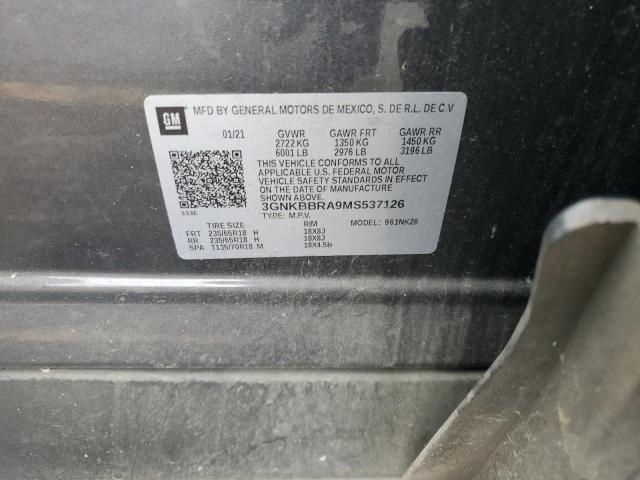 GM
MFD BY GENERAL MOTORS DE MEXICO, S. DE R.L. DE C.V
01/21 GVWR GAWR FRT GAWR RR
2722 KG 1350 KG 1450 KG
6001 LB 2976 LB 3196 LB
THIS VEHICLE CONFORMS TO ALL
APPLICABLE U.S. FEDERAL MOTOR
VEHICLE SAFETY STANDARDS IN EFFECT
ON THE DATE OF MANUFACTURE
SHOWN ABOVE.
333E 3GNKBBRA9MS537126
TYPE: M.P.V. MODEL: 961NK26
RIM
FRT 235/65R18 H 18X8J
RR 235/65R18 H 18X8J
SPA T135/70R18 M 18X4.5B